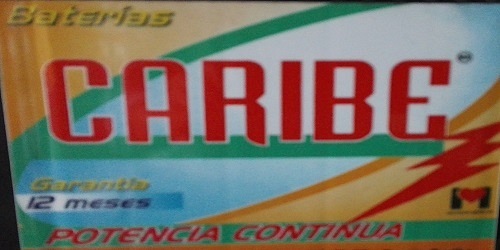 Baterías
CARIBE
Garantía
12 meses
POTENCIA CONTINUA